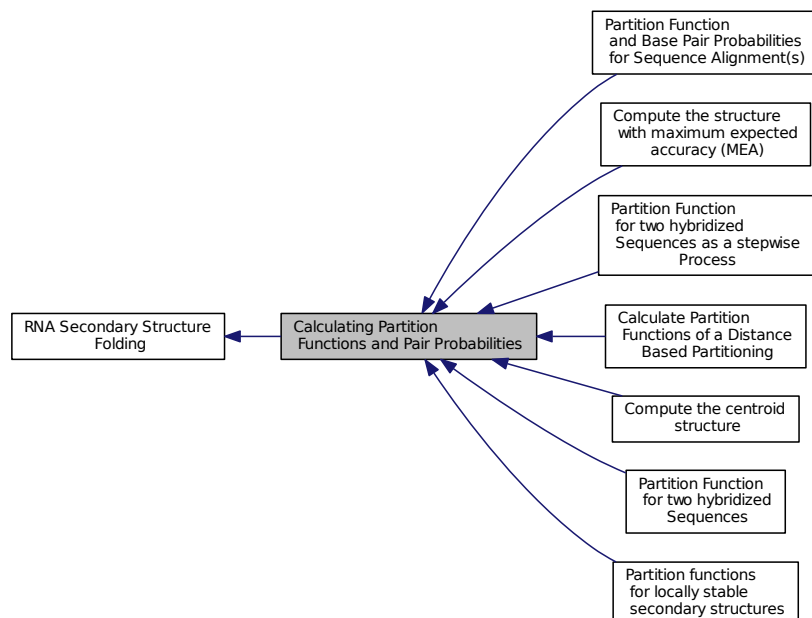 Partition Function
and Base Pair Probabilities
for Sequence Alignment(s)
Compute the structure
with maximum expected
accuracy (MEA)
Partition Function
for two hybridized
Sequences as a stepwise
Process
RNA Secondary Structure
Folding
Calculating Partition
Functions and Pair Probabilities
Calculate Partition
Functions of a Distance
Based Partitioning
Compute the centroid
structure
Partition Function
for two hybridized
Sequences
Partition functions
for locally stable
secondary structures